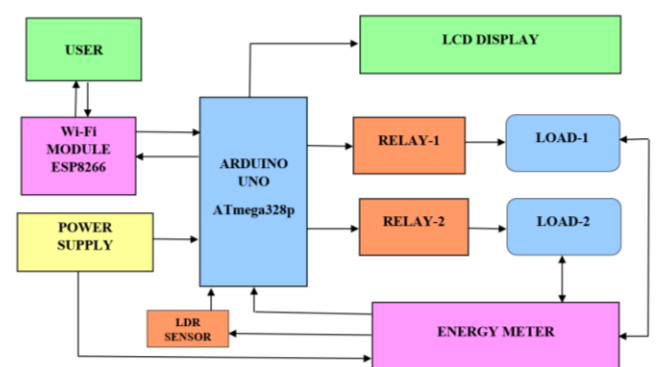 USER
LCD DISPLAY
Wi-Fi
MODULE
ESP8266
ARDUINO
UNO
ATmega328p
RELAY-1
LOAD-1
POWER
SUPPLY
RELAY-2
LOAD-2
LDR
SENSOR
ENERGY METER